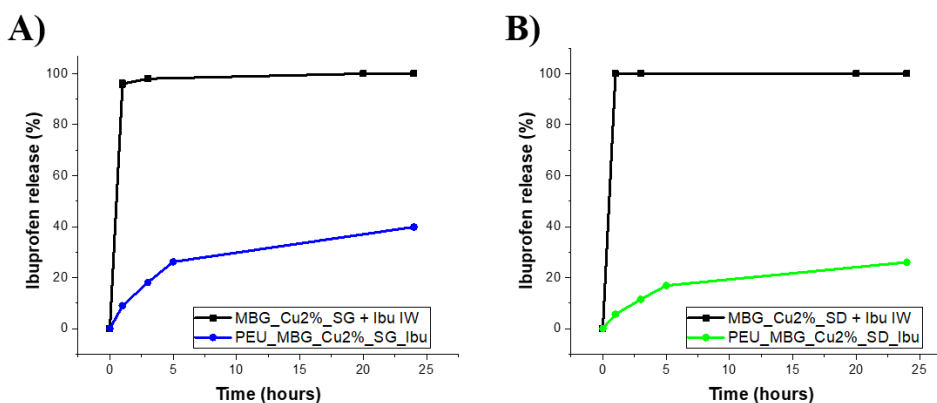 A)
Ibuprofen release (%)
100
80
60
40
20
0
MBG_Cu2%_SG + Ibu IW
PEU_MBG_Cu2%_SG_Ibu
0 5 10 15 20 25
Time (hours)
B)
Ibuprofen release (%)
100
80
60
40
20
0
MBG_Cu2%_SD + Ibu IW
PEU_MBG_Cu2%_SD_Ibu
0 5 10 15 20 25
Time (hours)